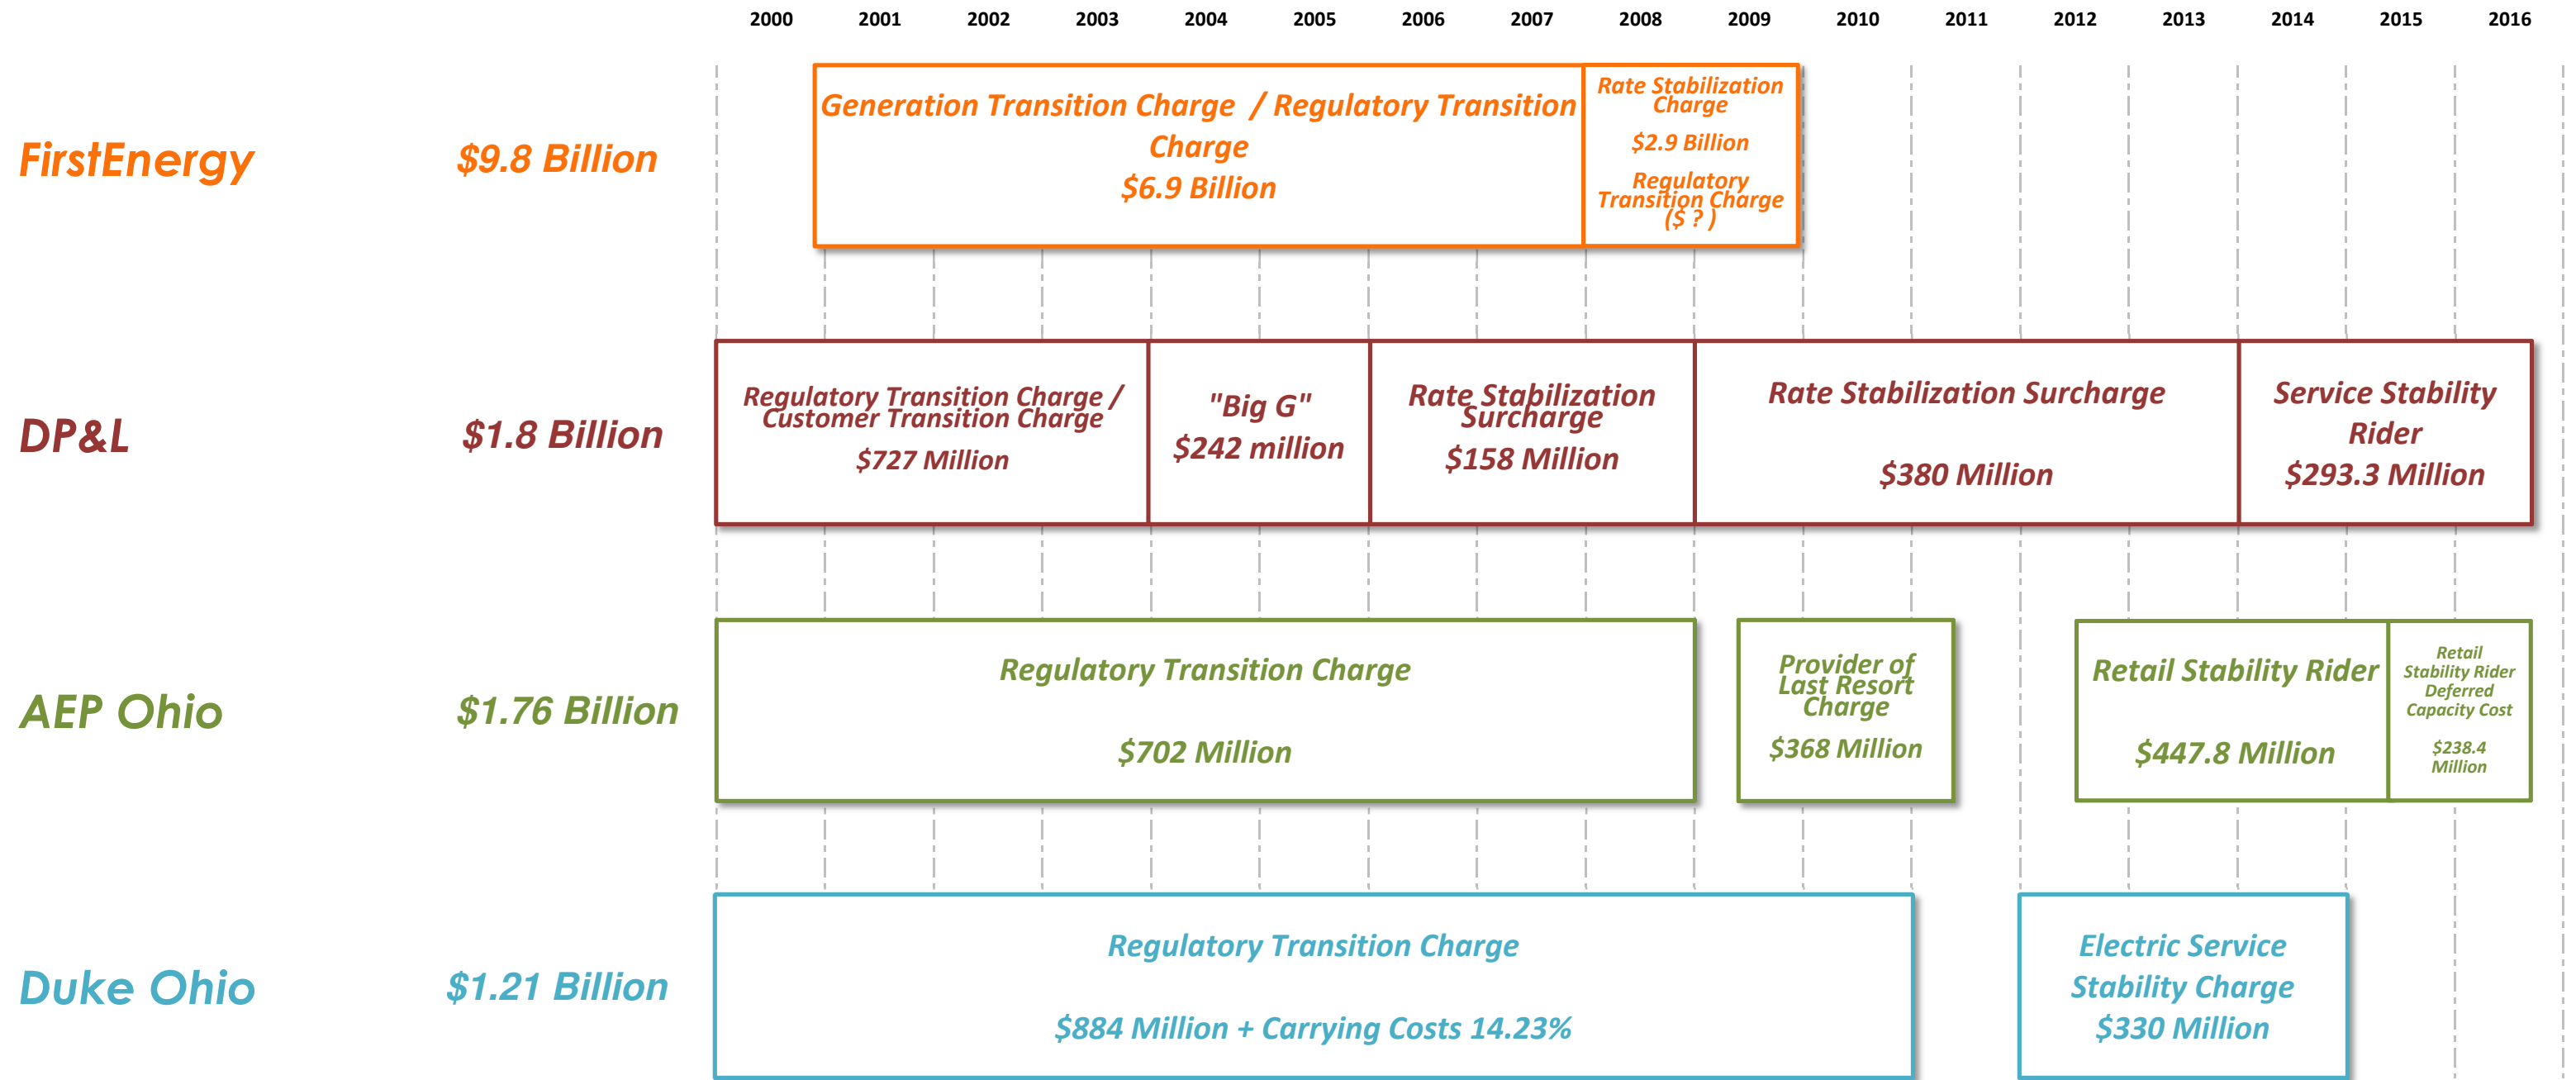 2000 2001 2002 2003 2004 2005 2006 2007 2008 2009 2010 2011 2012 2013 2014 2015 2016
FirstEnergy
$9.8 Billion
Generation Transition Charge / Regulatory Transition
Charge
$6.9 Billion
Rate Stabilization
Charge
$2.9 Billion
Regulatory
Transition Charge
($ ? )
DP&L
$1.8 Billion
Regulatory Transition Charge /
Customer Transition Charge
$727 Million
"Big G"
$242 million
Rate Stabilization
Surcharge
$158 Million
Rate Stabilization Surcharge
$380 Million
Service Stability
Rider
$293.3 Million
AEP Ohio
$1.76 Billion
Regulatory Transition Charge
$702 Million
Provider of
Last Resort
Charge
$368 Million
Retail Stability Rider
$447.8 Million
Retail
Stability Rider
Deferred
Capacity Cost
$238.4
Million
Duke Ohio
$1.21 Billion
Regulatory Transition Charge
$884 Million + Carrying Costs 14.23%
Electric Service
Stability Charge
$330 Million